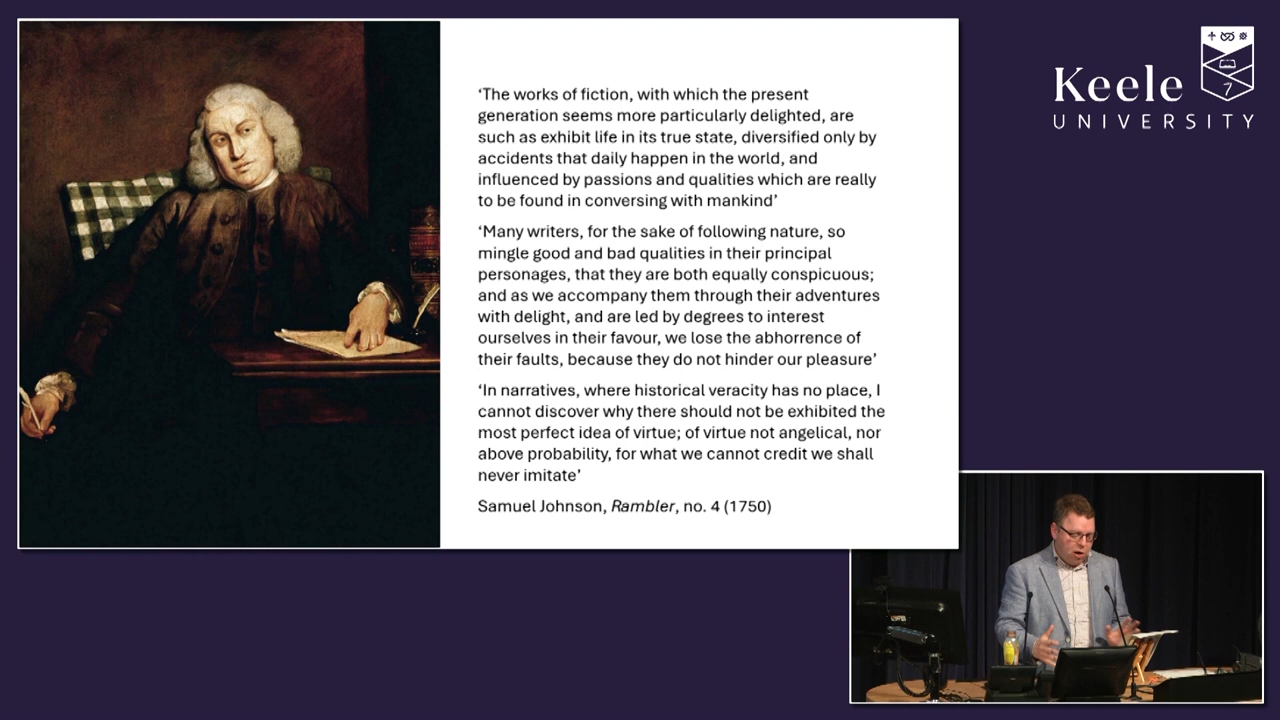 ‘The works of fiction, with which the present
generation seems more particularly delighted, are
such as exhibit life in its true state, diversified only by
accidents that daily happen in the world, and
influenced by passions and qualities which are really
to be found in conversing with mankind’
‘Many writers, for the sake of following nature, so
mingle good and bad qualities in their principal
personages, that they are both equally conspicuous;
and as we accompany them through their adventures
with delight, and are led by degrees to interest
ourselves in their favour, we lose the abhorrence of
their faults, because they do not hinder our pleasure’
‘In narratives, where historical veracity has no place, I
cannot discover why there should not be exhibited the
most perfect idea of virtue; of virtue not angelical, nor
above probability, for what we cannot credit we shall
never imitate’
Samuel Johnson, Rambler, no. 4 (1750)
Keele
UNIVERSITY